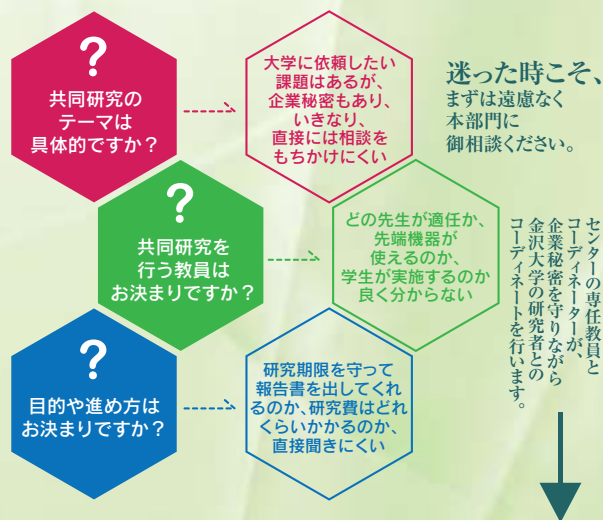 ?
共同研究の
テーマは
具体的ですか？
大学に依頼したい
課題はあるが、
企業秘密もあり、
いきなり、
直接には相談を
もちかけにくい
迷った時こそ、
まずは遠慮なく
本部門に
御相談ください。
?
共同研究を
行う教員は
お決まりですか？
どの先生が適任か、
先端機器が
使えるのか、
学生が実施するのか
良く分からない
センターの専任教員と
コーディネーターが、
企業秘密を守りながら
金沢大学の研究者との
コーディネートを行います。
?
目的や進め方は
お決まりですか？
研究期限を守って
報告書を出してくれ
るのか、研究費はどれ
くらいかかるのか、
直接聞きにくい